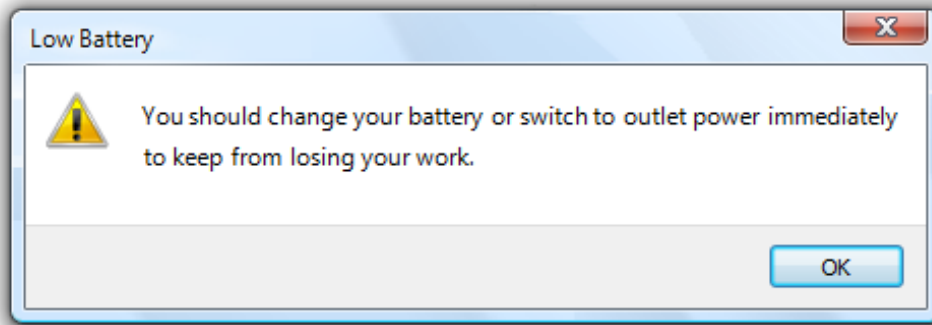 Low Battery
You should change your battery or switch to outlet power immediately
to keep from losing your work.
OK